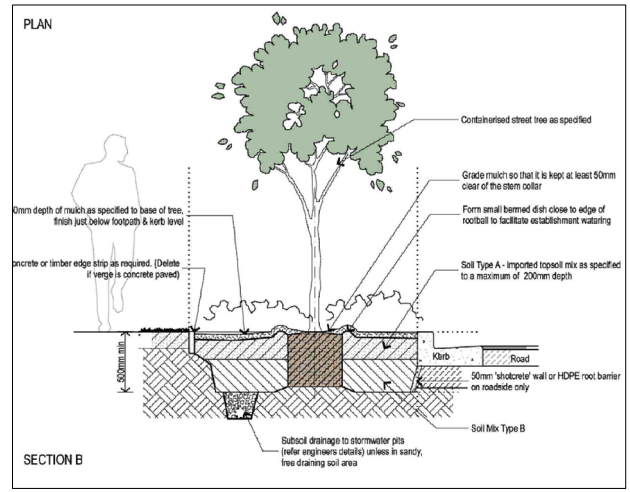 PLAN
Containerised street tree as specified
Grade mulch so that it is kept at least 50mm
clear of the stem collar
0mm depth of mulch as specified to base of tree,
finish just below footpath & kerb level
Form small bermed dish close to edge of
rootball to facilitate establishment watering
oncrete or timber edge strip as required. (Delete
if verge is concrete paved)
Soil Type A - Imported topsoil mix as specified
to a maximum of 200mm depth
500mm min
Kerb
Road
50mm 'shotcrete' wall or HDPE root barrier
on roadside only
Soil Mix Type B
Subsoil drainage to stormwater pits
(refer engineers details) unless in sandy,
free draining soil area
SECTION B